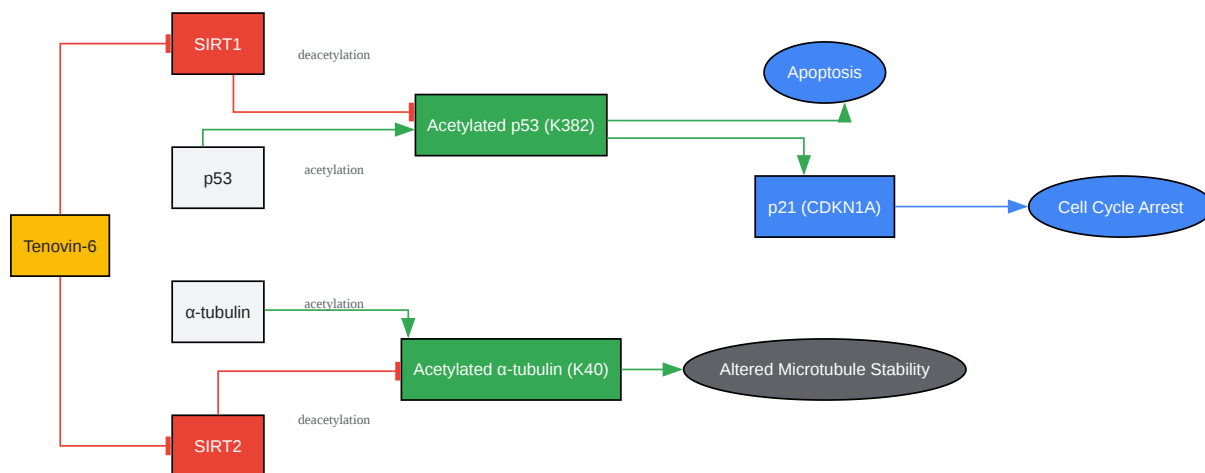 SIRT1
deacetylation
Apoptosis
Acetylated p53 (K382)
p53
acetylation
p21 (CDKN1A)
Cell Cycle Arrest
Tenovin-6
α-tubulin
acetylation
Acetylated α-tubulin (K40)
Altered Microtubule Stability
deacetylation
SIRT2